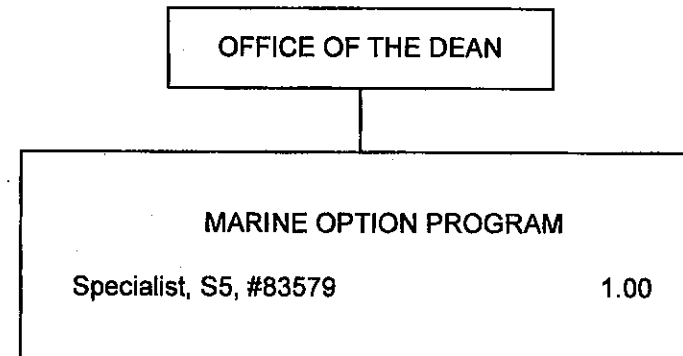 OFFICE OF THE DEAN
MARINE OPTION PROGRAM
Specialist, S5, #83579 1.00